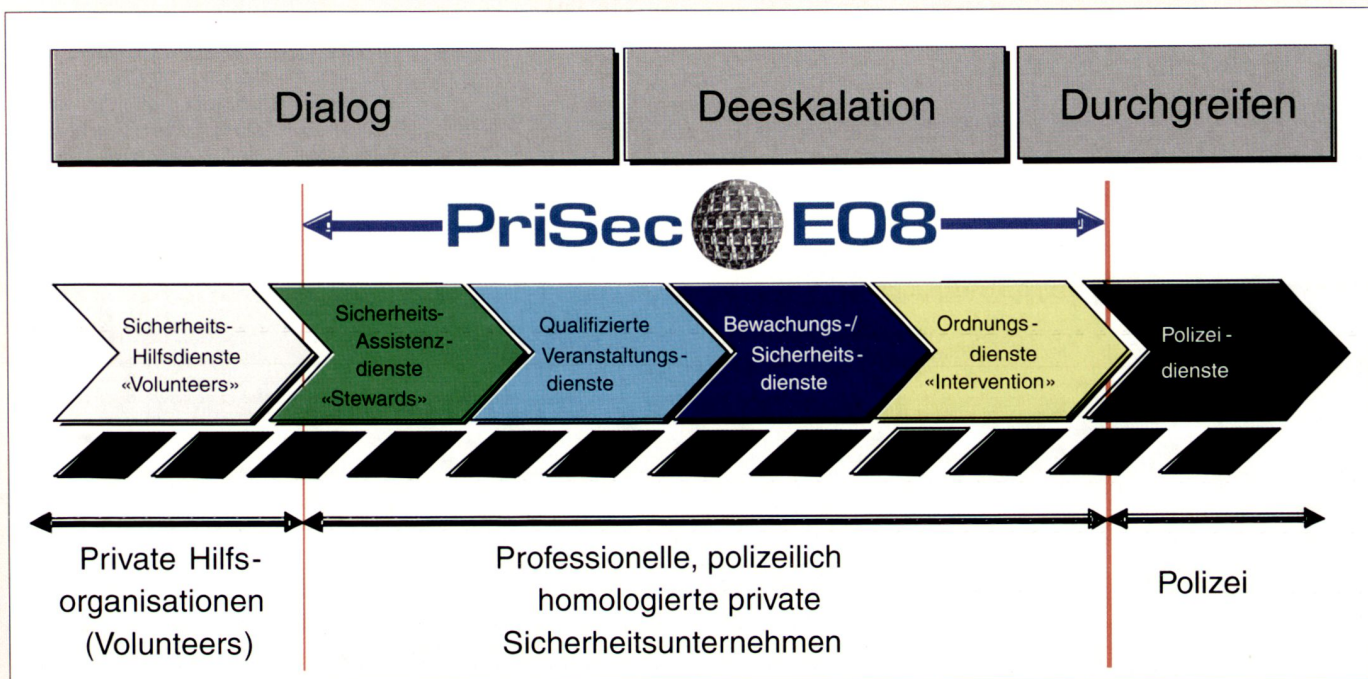 Dialog
Deeskalation
Durchgreifen
PriSec E08
Sicherheits-
Hilfsdienste
«Volunteers»
Sicherheits-
Assistenz-
dienste
«Stewards»
Qualifizierte
Veranstaltungs-
dienste
Bewachungs-/
Sicherheits-
dienste
Ordnungs-
dienste
«Intervention»
Polizei-
dienste
Private Hilfs-
organisationen
(Volunteers)
Professionelle, polizeilich
homologierte private
Sicherheitsunternehmen
Polizei